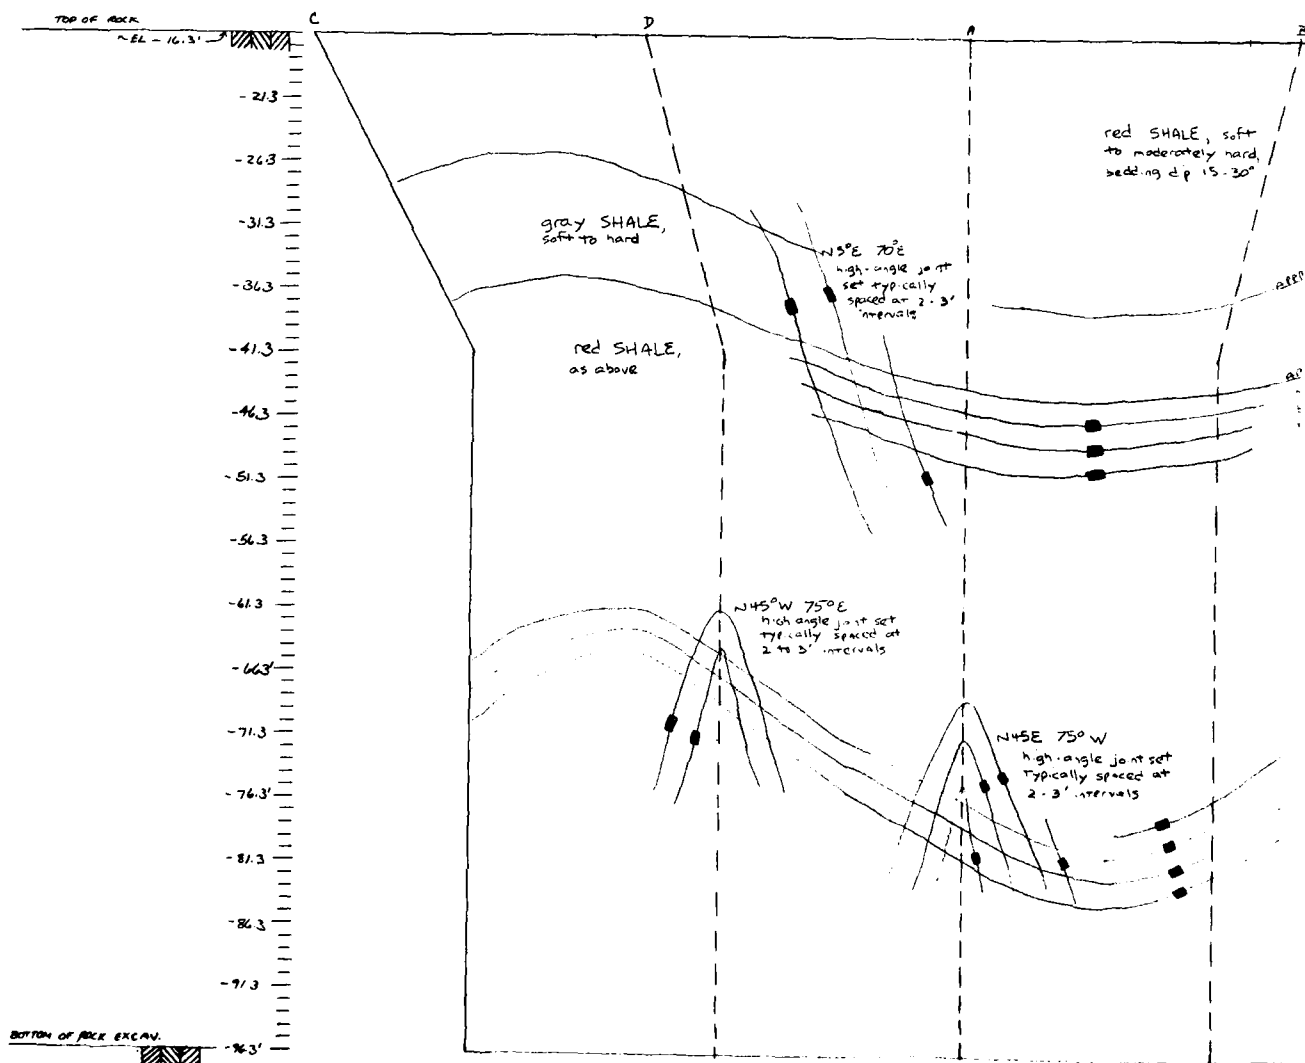 TOP OF ROCK
~EL - 16.3'
C
D
A
B
- 21.3
- 26.3
- 31.3
- 36.3
- 41.3
- 46.3
- 51.3
- 56.3
- 61.3
- 66.3'
- 71.3
- 76.3'
- 81.3
- 86.3
- 91.3
- 96.3'
BOTTOM OF ROCK EXCAV.
red SHALE, soft
to moderately hard,
bedding dip 15-30°
gray SHALE,
soft to hard
N5°E 70°E
high-angle joint
set typically
spaced at 2-3'
intervals
APPR
red SHALE,
as above
AP
N45°W 75°E
high angle joint set
typically spaced at
2 to 3' intervals
N45E 75°W
high-angle joint set
Typically spaced at
2-3' intervals